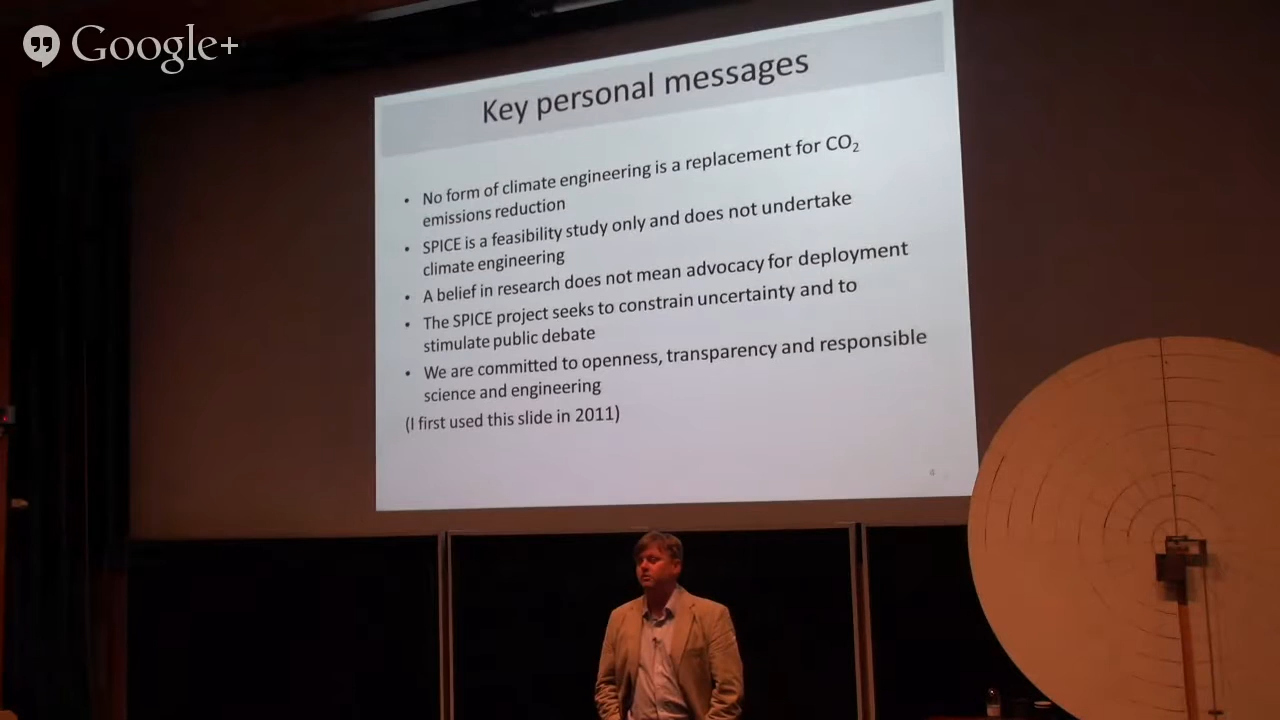 Google+
Key personal messages
• No form of climate engineering is a replacement for CO₂
emissions reduction
• SPICE is a feasibility study only and does not undertake
climate engineering
• A belief in research does not mean advocacy for deployment
• The SPICE project seeks to constrain uncertainty and to
stimulate public debate
• We are committed to openness, transparency and responsible
science and engineering
(I first used this slide in 2011)